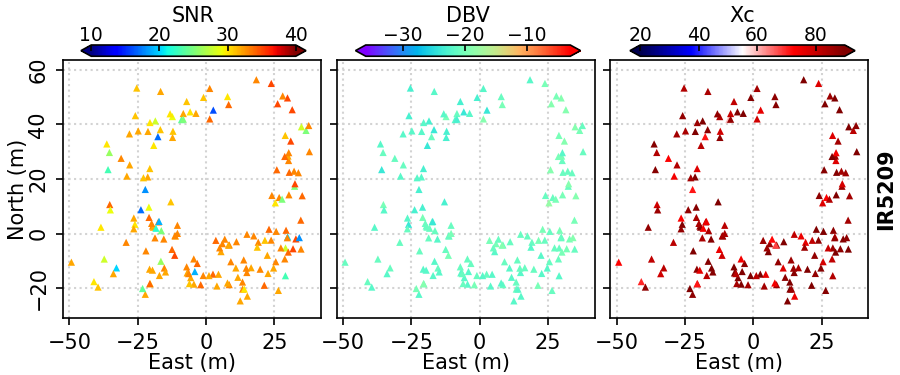 SNR DBV Xc
10 20 30 40 −30 −20 −10 20 40 60 80
60
40
20
0
−20
North (m)
IR5209
−50 −25 0 25 −50 −25 0 25 −50 −25 0 25
East (m) East (m) East (m)